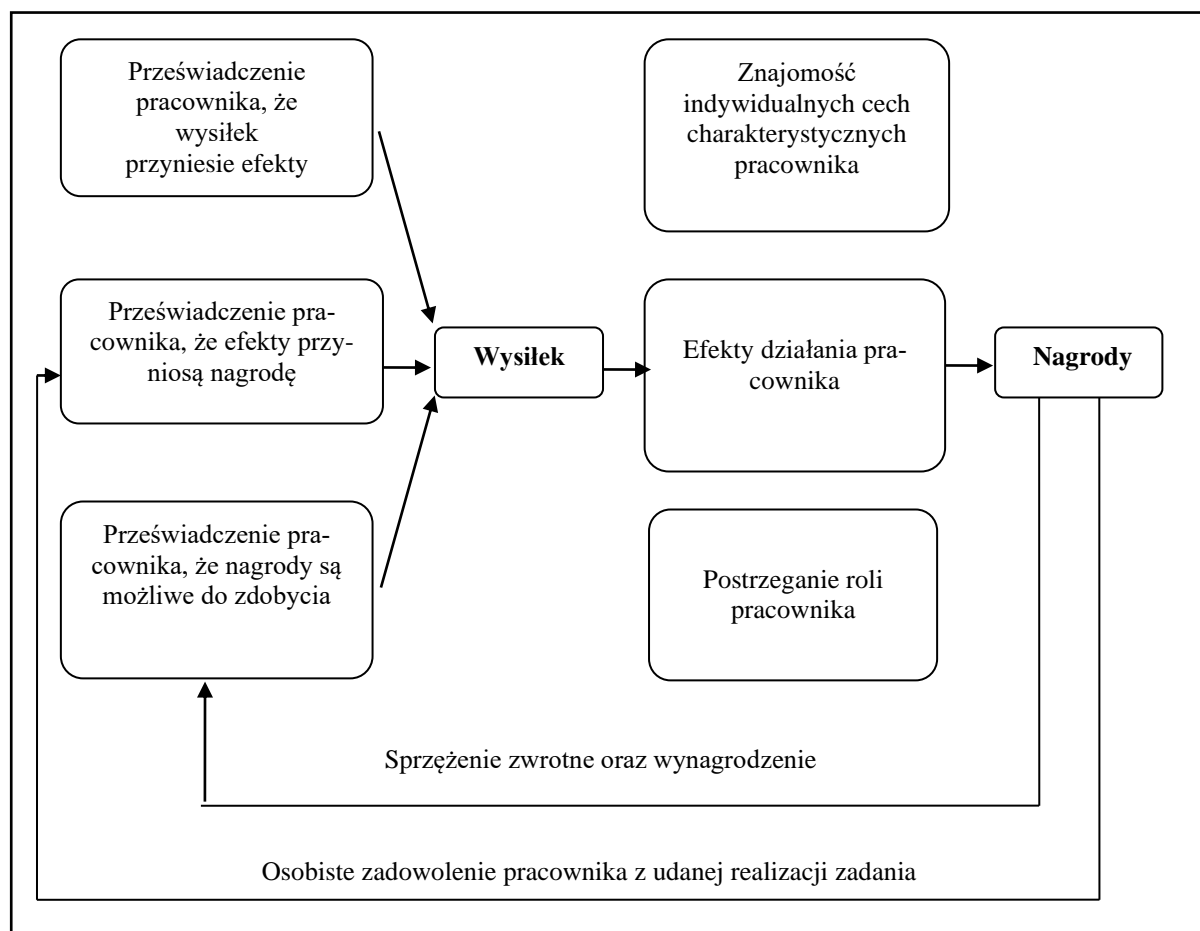 Przeświadczenie
pracownika, że
wysiłek
przyniesie efekty
Znajomość
indywidualnych cech
charakterystycznych
pracownika
Przeświadczenie pra-
cownika, że efekty przy-
niosą nagrodę
Wysiłek
Efekty działania pra-
cownika
Nagrody
Przeświadczenie pra-
cownika, że nagrody są
możliwe do zdobycia
Postrzeganie roli
pracownika
Sprzężenie zwrotne oraz wynagrodzenie
Osobiste zadowolenie pracownika z udanej realizacji zadania